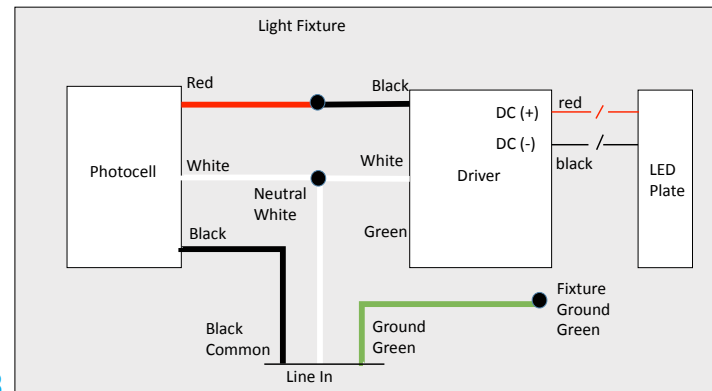 Light Fixture
Red
Black
DC (+)
red
White
White
DC (-)
black
Photocell
Neutral
White
Driver
LED
Plate
Black
Green
Fixture
Ground
Green
Black
Common
Ground
Green
Line In